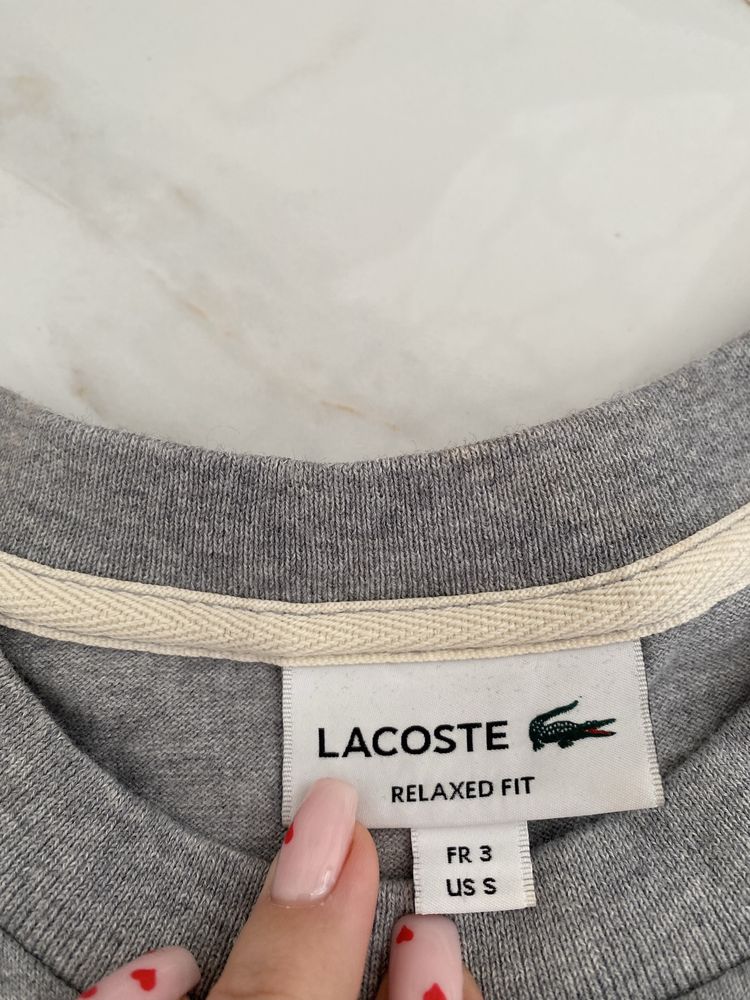 LACOSTE
RELAXED FIT
FR 3
US S